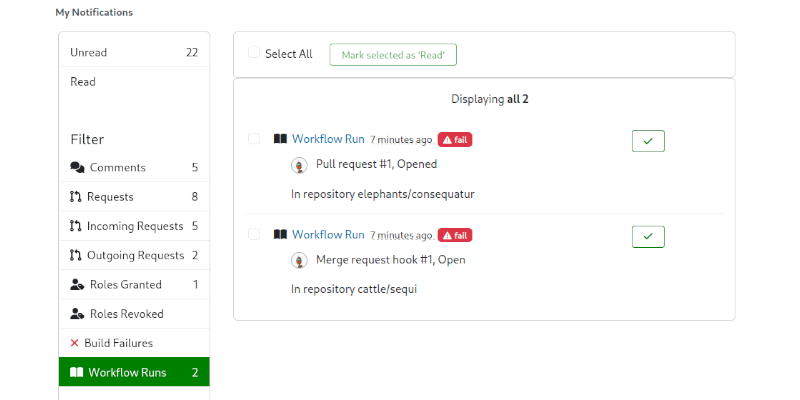 My Notifications
Unread 22
Read
Filter
Comments 5
Requests 8
Incoming Requests 5
Outgoing Requests 2
Roles Granted 1
Roles Revoked
Build Failures
Workflow Runs 2
Select All Mark selected as 'Read'
Displaying all 2
Workflow Run 7 minutes ago fail
Pull request #1, Opened
In repository elephants/consequatur
Workflow Run 7 minutes ago fail
Merge request hook #1, Open
In repository cattle/sequi